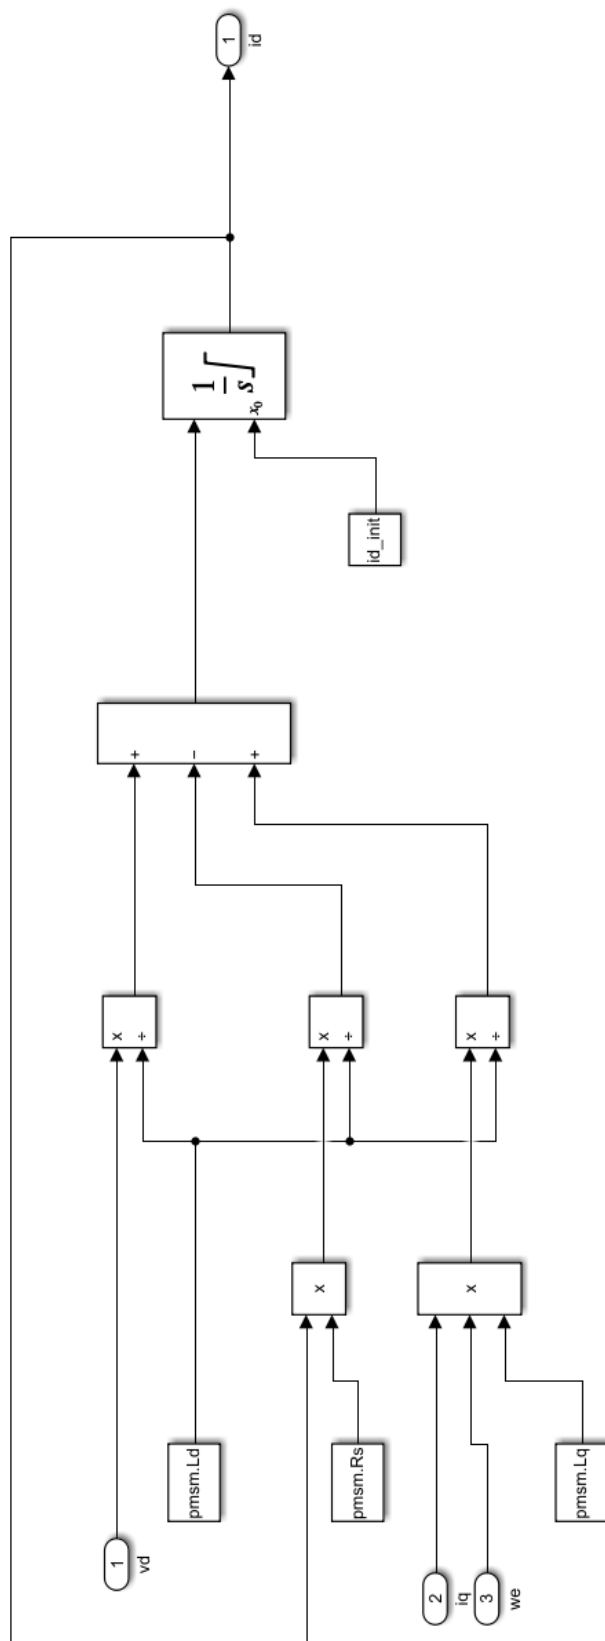 1
vd
pmsm.Ld
pmsm.Rs
2
iq
3
we
pmsm.Lq
×
×
×
÷
×
÷
×
÷
+
−
+
id_init
1
s
x₀
∫
1
id